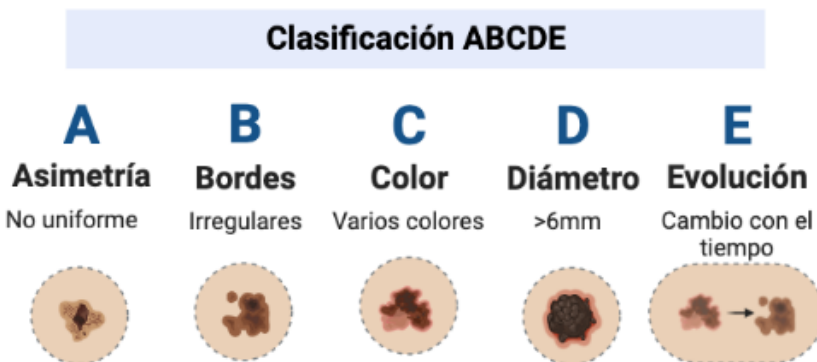 Clasificación ABCDE
A
Asimetría
No uniforme
B
Bordes
Irregulares
C
Color
Varios colores
D
Diámetro
>6mm
E
Evolución
Cambio con el
tiempo